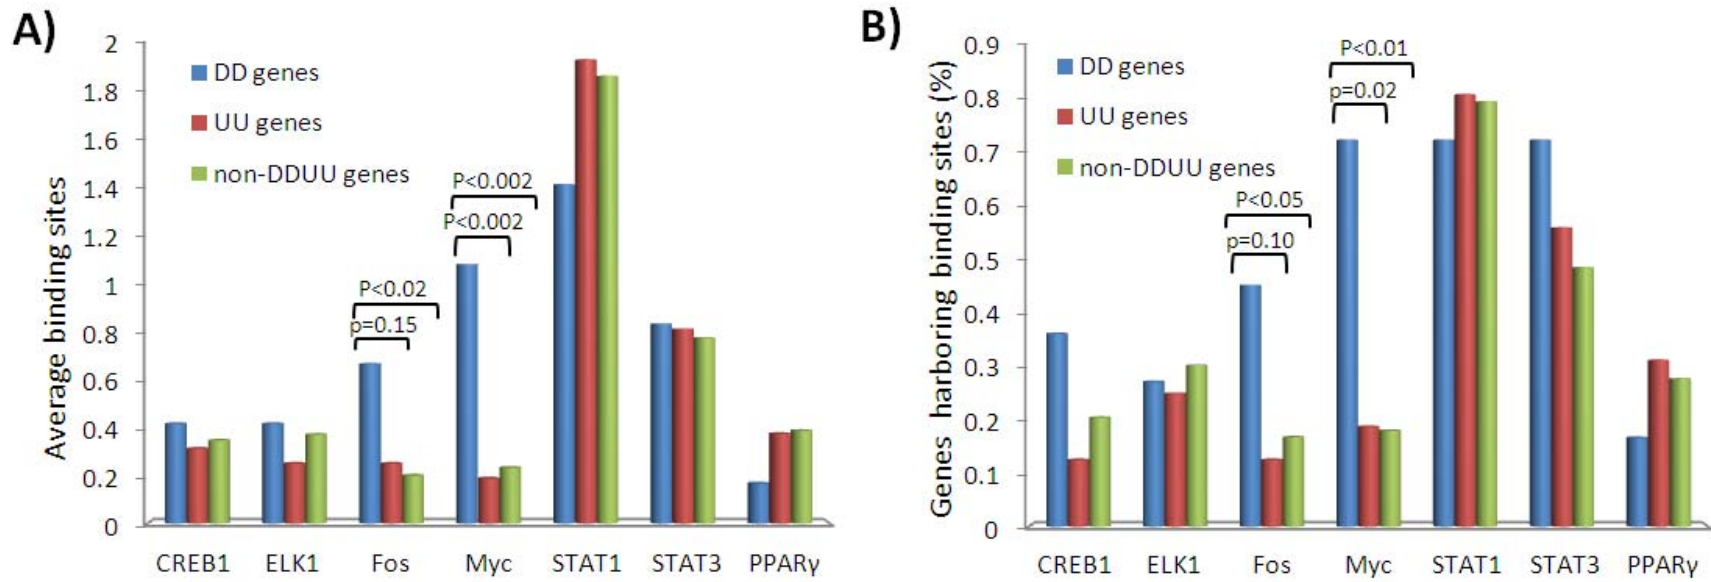 A)
Average binding sites
2
1.8
1.6
1.4
1.2
1
0.8
0.6
0.4
0.2
0
DD genes
UU genes
non-DDUU genes
P<0.02
p=0.15
P<0.002
P<0.002
CREB1 ELK1 Fos Myc STAT1 STAT3 PPARγ
B)
Genes harboring binding sites (%)
0.9
0.8
0.7
0.6
0.5
0.4
0.3
0.2
0.1
0
DD genes
UU genes
non-DDUU genes
P<0.05
p=0.10
P<0.01
p=0.02
CREB1 ELK1 Fos Myc STAT1 STAT3 PPARγ